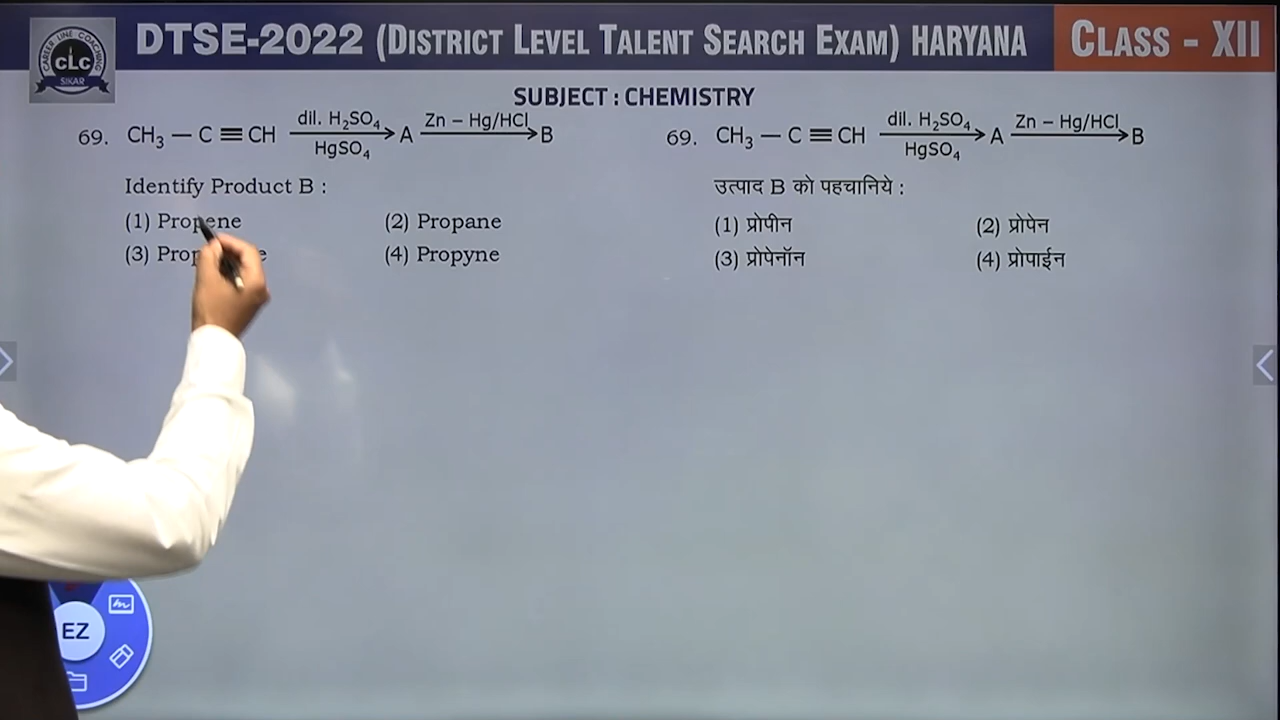 DTSE-2022 (DISTRICT LEVEL TALENT SEARCH EXAM) HARYANA
CLASS - XII
CAREER LINE COACHING
CLC
SIKAR
SUBJECT : CHEMISTRY
69. CH₃ — C ≡ CH dil. H₂SO₄ HgSO₄ → A Zn – Hg/HCl → B
Identify Product B :
(1) Propene (2) Propane
(3) (4) Propyne
69. CH₃ — C ≡ CH dil. H₂SO₄ HgSO₄ → A Zn – Hg/HCl → B
उत्पाद B को पहचानिये :
(1) प्रोपीन (2) प्रोपेन
(3) प्रोपेनॉन (4) प्रोपाईन
EZ